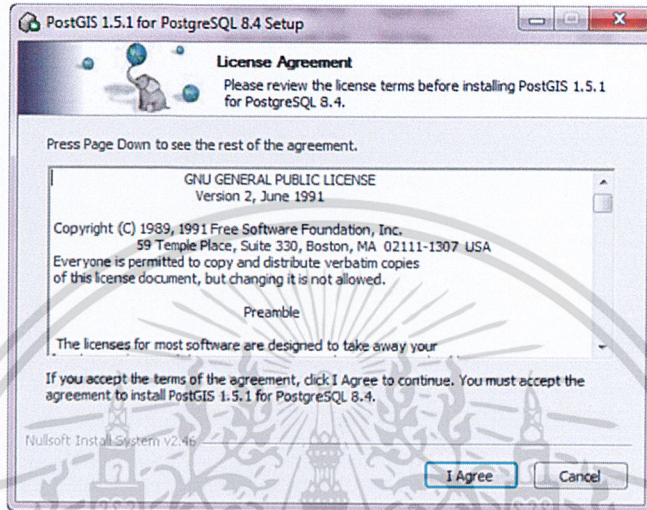 PostGIS 1.5.1 for PostgreSQL 8.4 Setup
License Agreement
Please review the license terms before installing PostGIS 1.5.1
for PostgreSQL 8.4.
Press Page Down to see the rest of the agreement.
GNU GENERAL PUBLIC LICENSE
Version 2, June 1991
Copyright (C) 1989, 1991 Free Software Foundation, Inc.
59 Temple Place, Suite 330, Boston, MA 02111-1307 USA
Everyone is permitted to copy and distribute verbatim copies
of this license document, but changing it is not allowed.
Preamble
The licenses for most software are designed to take away your
If you accept the terms of the agreement, click I Agree to continue. You must accept the
agreement to install PostGIS 1.5.1 for PostgreSQL 8.4.
Nullsoft Install System v2.46
I Agree
Cancel